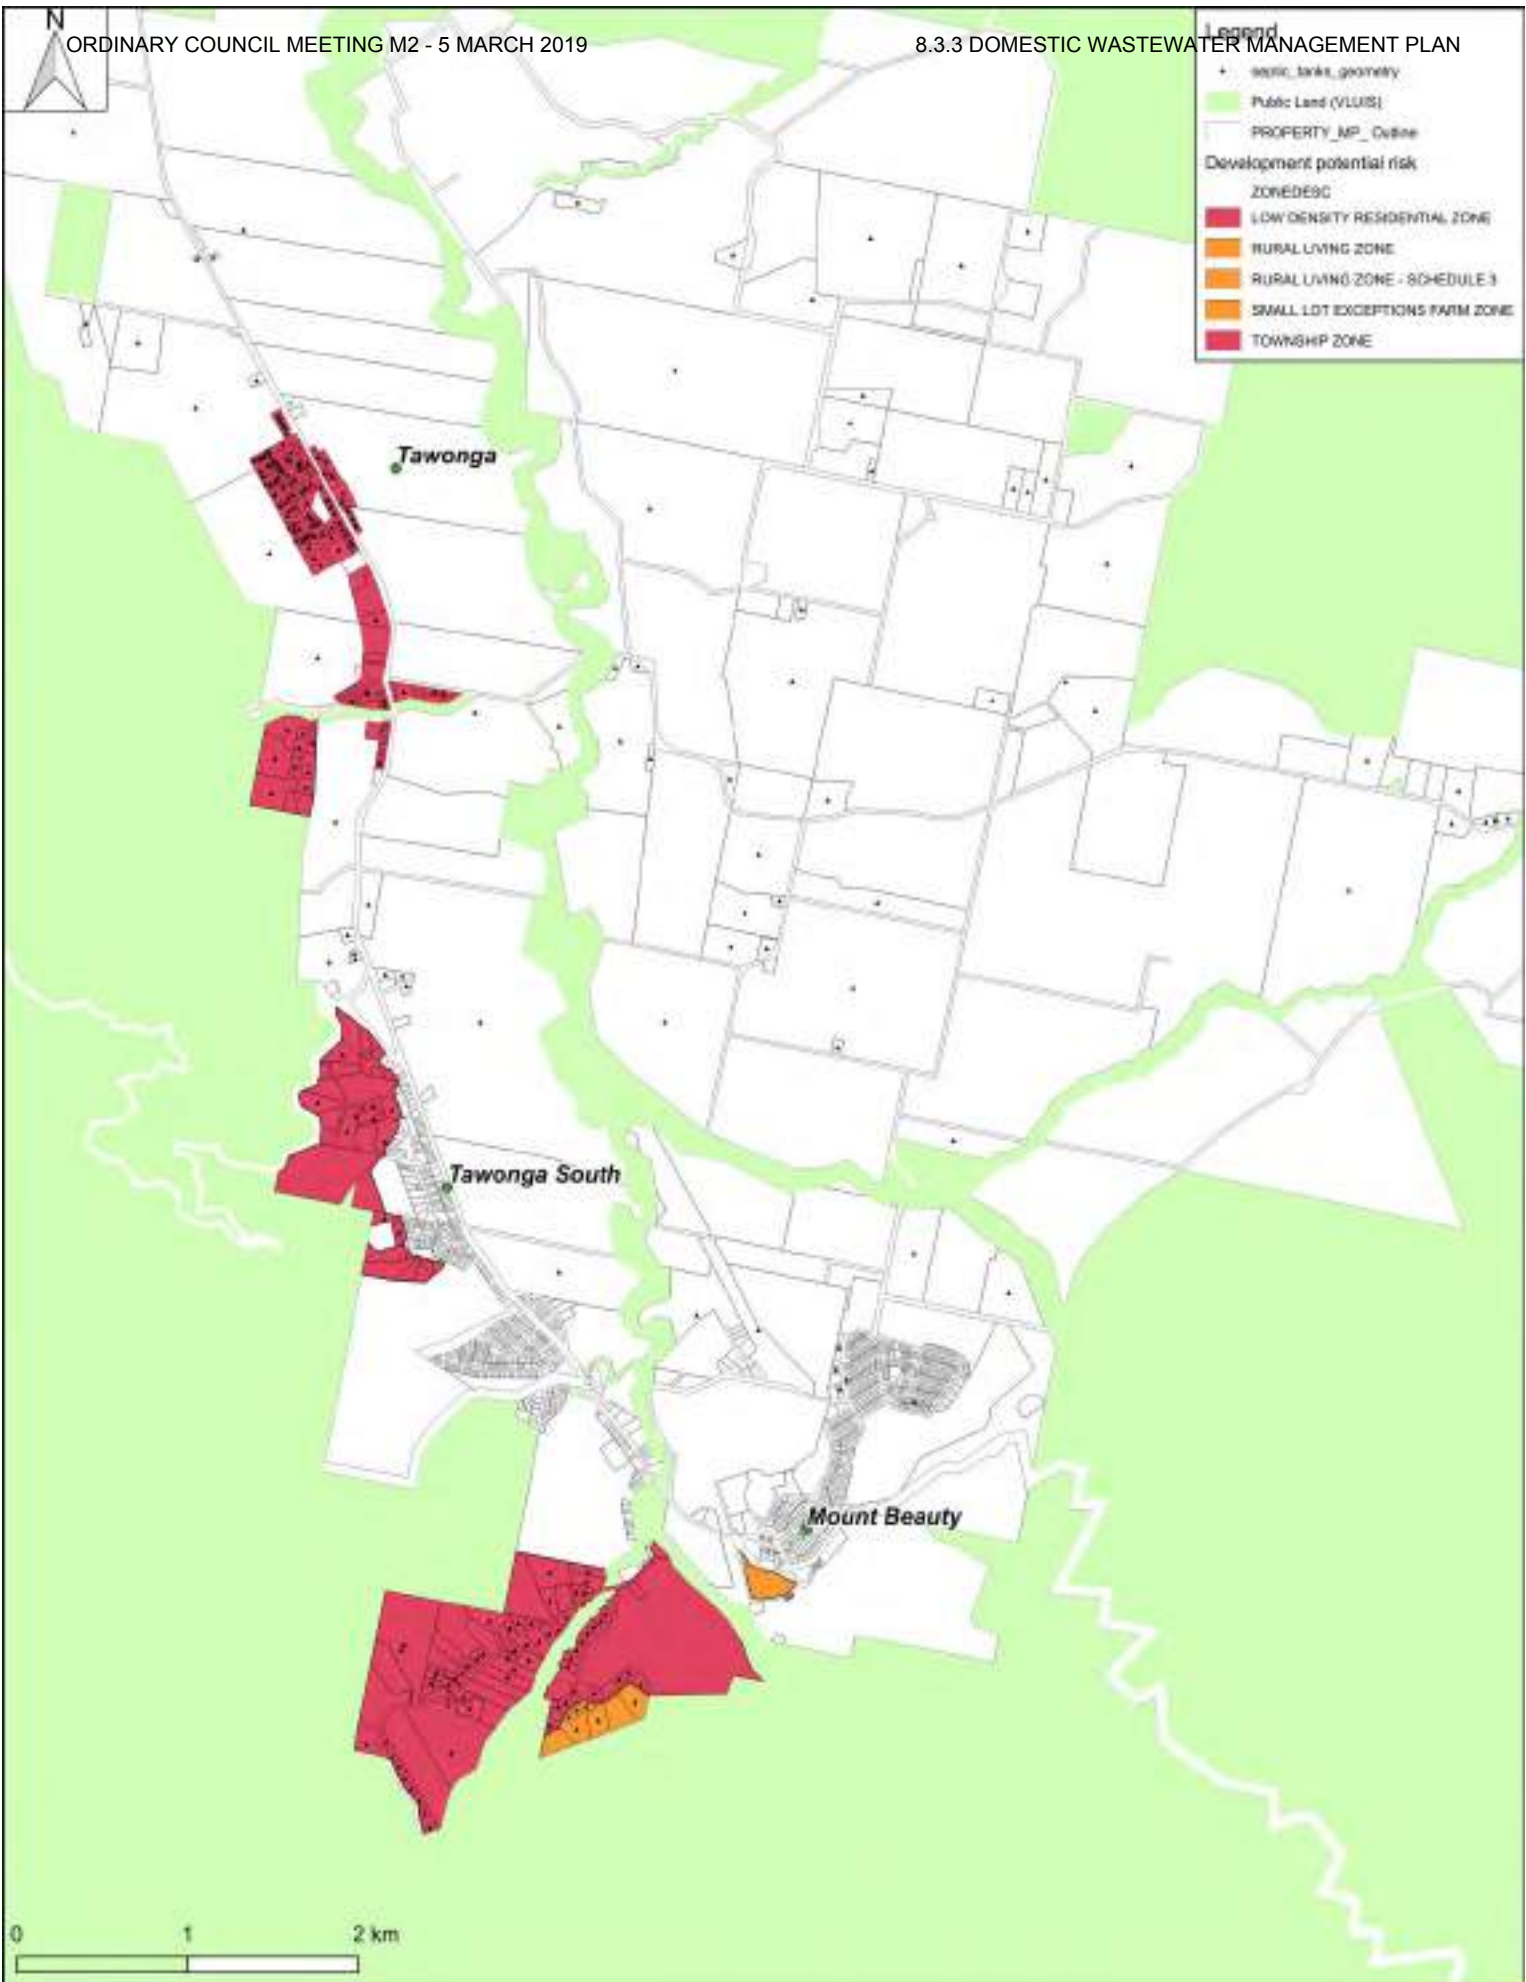 N
ORDINARY COUNCIL MEETING M2 - 5 MARCH 2019
8.3.3 DOMESTIC WASTEWATER MANAGEMENT PLAN
Legend
septic_tanks_geometry
Public Land (VLUIS)
PROPERTY_MP_ Outline
Development potential risk
ZONEDESC
LOW DENSITY RESIDENTIAL ZONE
RURAL LIVING ZONE
RURAL LIVING ZONE - SCHEDULE 3
SMALL LOT EXCEPTIONS FARM ZONE
TOWNSHIP ZONE
Tawonga
Tawonga South
Mount Beauty
0 1 2 km